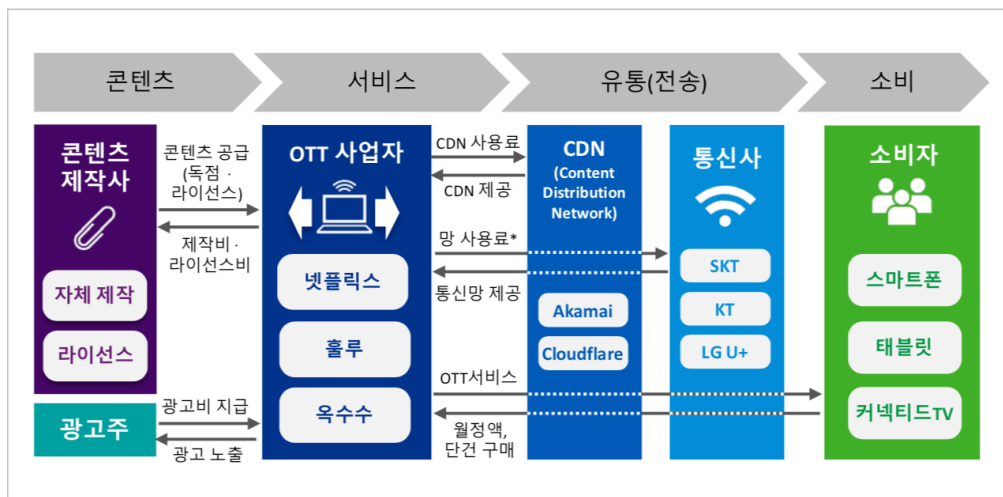 콘텐츠
서비스
유통(전송)
소비
콘텐츠
제작사
자체 제작
라이선스
광고주
콘텐츠 공급
(독점 ·
라이선스)
제작비 ·
라이선스비
광고비 지급
광고 노출
OTT 사업자
넷플릭스
훌루
옥수수
CDN 사용료
CDN 제공
망 사용료*
통신망 제공
OTT서비스
월정액,
단건 구매
CDN
(Content
Distribution
Network)
Akamai
Cloudflare
통신사
SKT
KT
LG U+
소비자
스마트폰
태블릿
커넥티드TV